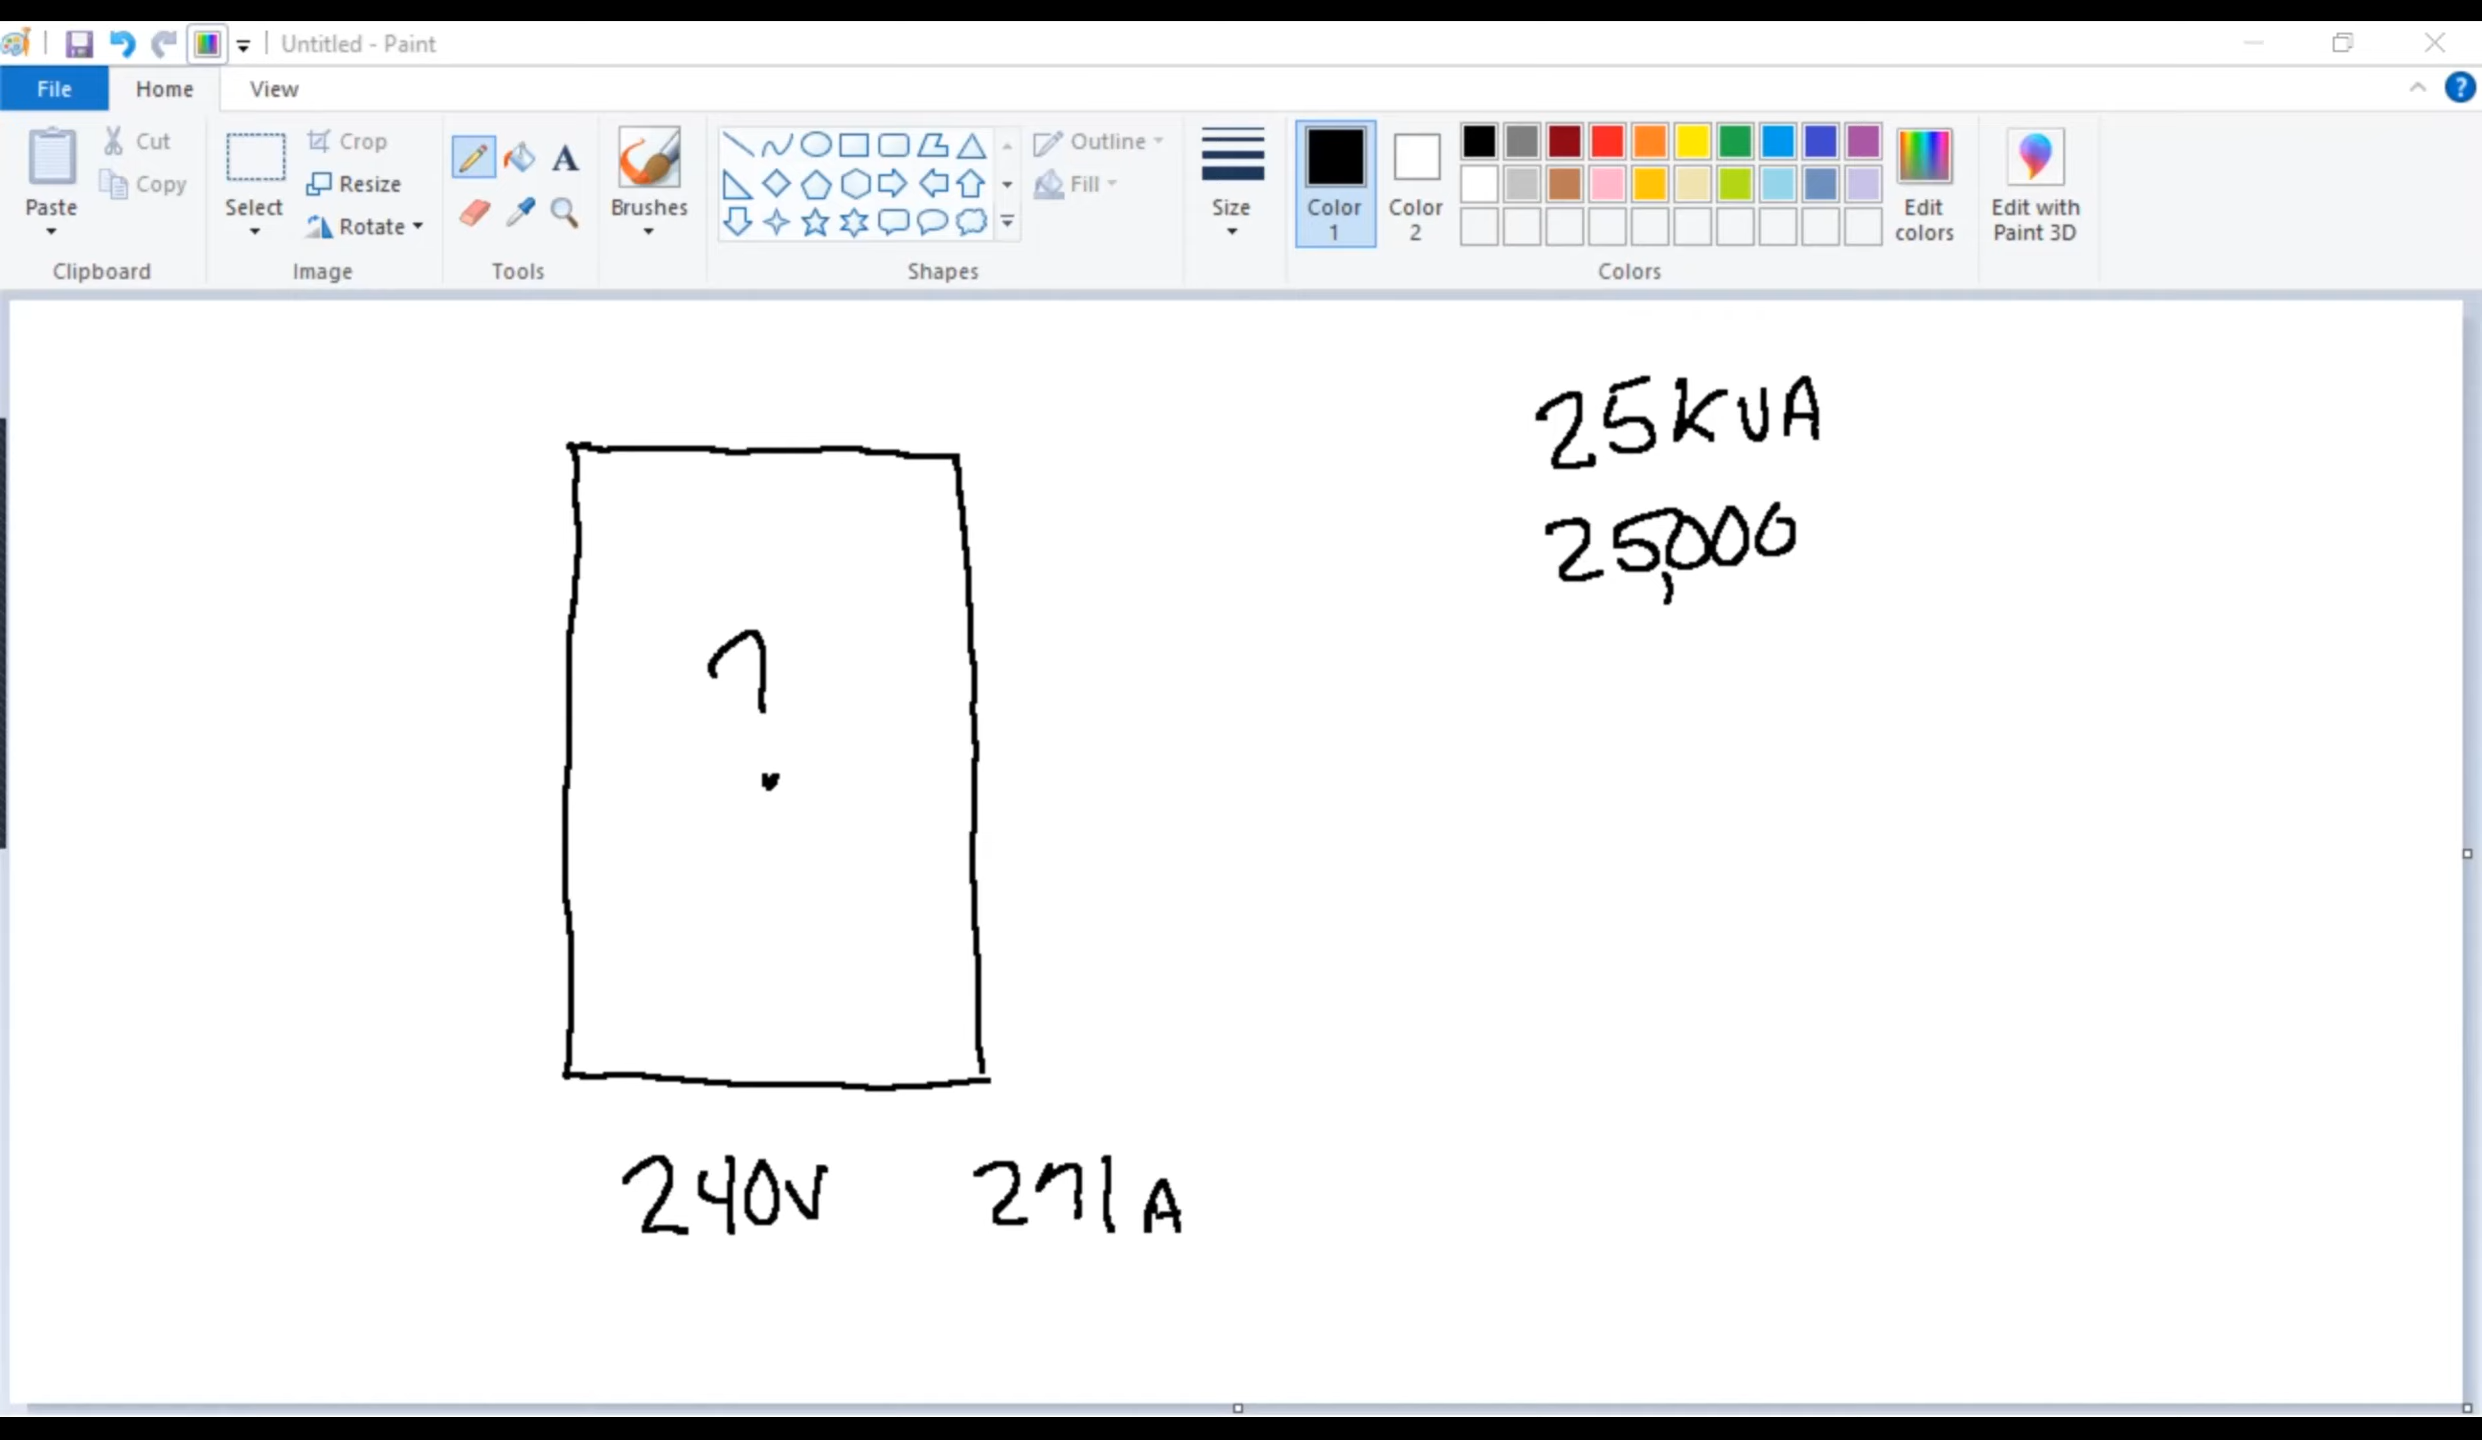 Untitled - Paint
File Home View
Paste
Cut
Copy
Clipboard
Select
Crop
Resize
Rotate
Image
A
Tools
Brushes
Outline
Fill
Shapes
Size
Color 1
Color 2
Edit colors
Colors
Edit with Paint 3D
?
25KVA
25,000
?
240V 271A